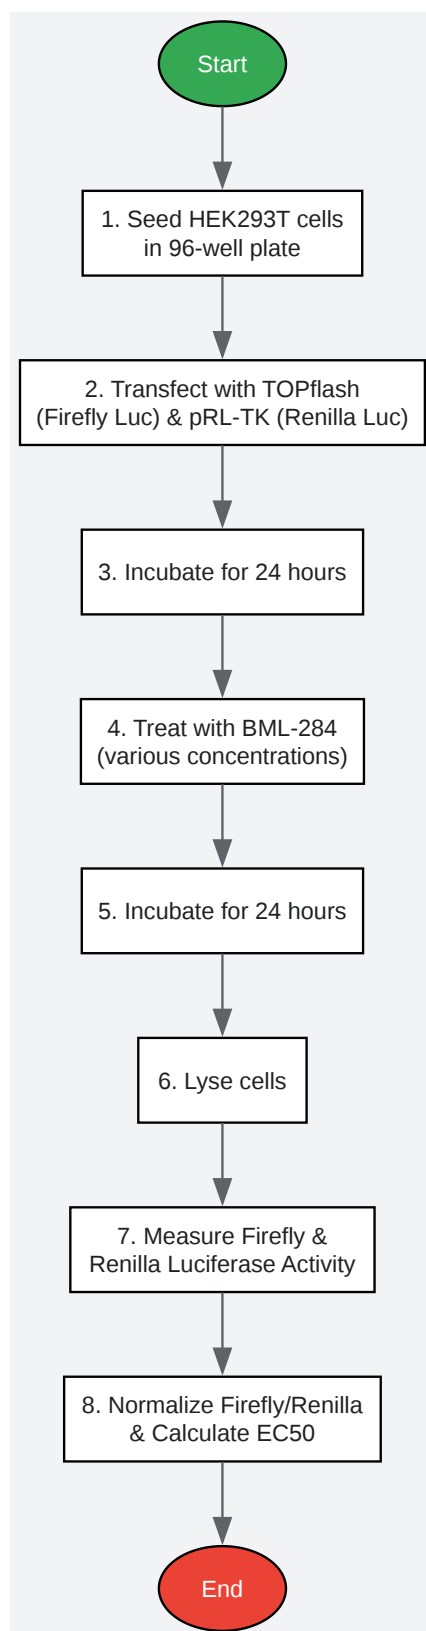 Start
1. Seed HEK293T cells
in 96-well plate
2. Transfect with TOPflash
(Firefly Luc) & pRL-TK (Renilla Luc)
3. Incubate for 24 hours
4. Treat with BML-284
(various concentrations)
5. Incubate for 24 hours
6. Lyse cells
7. Measure Firefly &
Renilla Luciferase Activity
8. Normalize Firefly/Renilla
& Calculate EC50
End